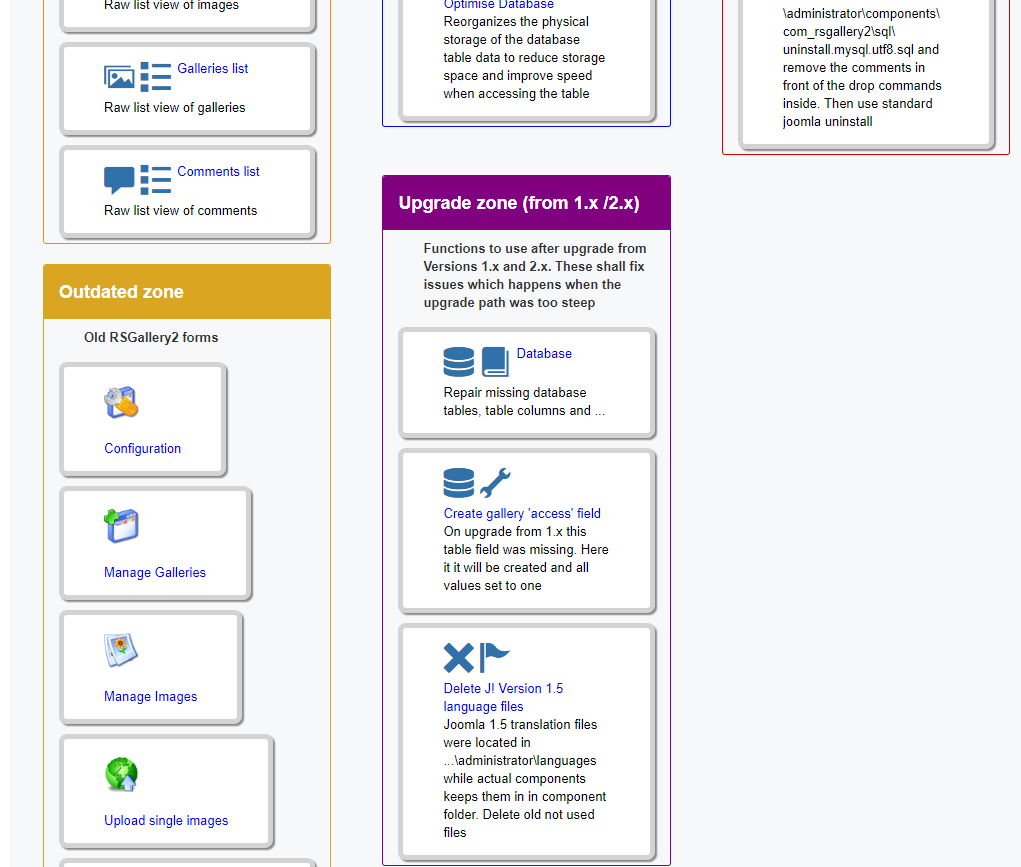 Raw list view of images
Galleries list
Raw list view of galleries
Comments list
Raw list view of comments
Outdated zone
Old RSGallery2 forms
Configuration
Manage Galleries
Manage Images
Upload single images
Optimise Database
Reorganizes the physical
storage of the database
table data to reduce storage
space and improve speed
when accessing the table
Upgrade zone (from 1.x /2.x)
Functions to use after upgrade from
Versions 1.x and 2.x. These shall fix
issues which happens when the
upgrade path was too steep
Database
Repair missing database
tables, table columns and ...
Create gallery 'access' field
On upgrade from 1.x this
table field was missing. Here
it it will be created and all
values set to one
Delete J! Version 1.5
language files
Joomla 1.5 translation files
were located in
...\administrator\languages
while actual components
keeps them in in component
folder. Delete old not used
files
\administrator\components\
com_rsgallery2\sql\
uninstall.mysql.utf8.sql and
remove the comments in
front of the drop commands
inside. Then use standard
joomla uninstall